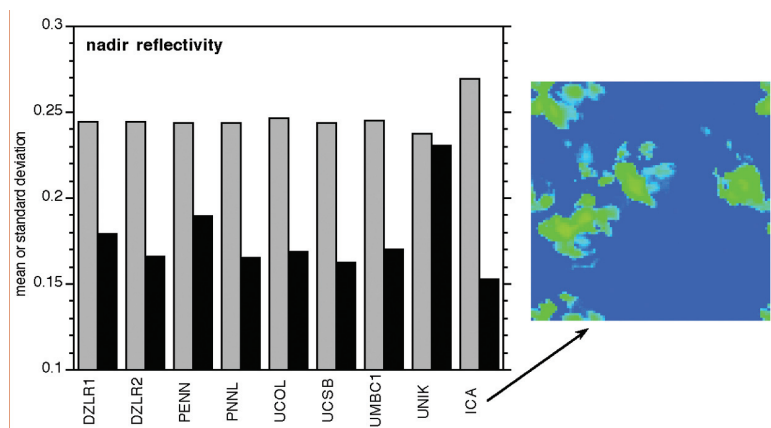 nadir reflectivity
mean or standard deviation
0.3
0.25
0.2
0.15
0.1
DZLR1
DZLR2
PENN
PNNL
UCOL
UCSB
UMBC1
UNIK
ICA